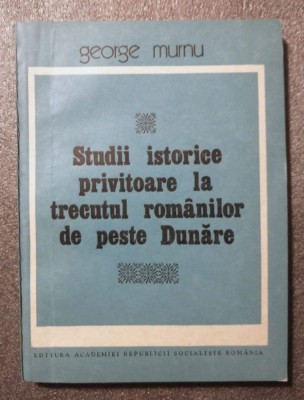 george murnu
Studii istorice
privitoare la
trecutul românilor
de peste Dunăre
EDITURA ACADEMIEI REPUBLICII SOCIALISTE ROMÂNIA